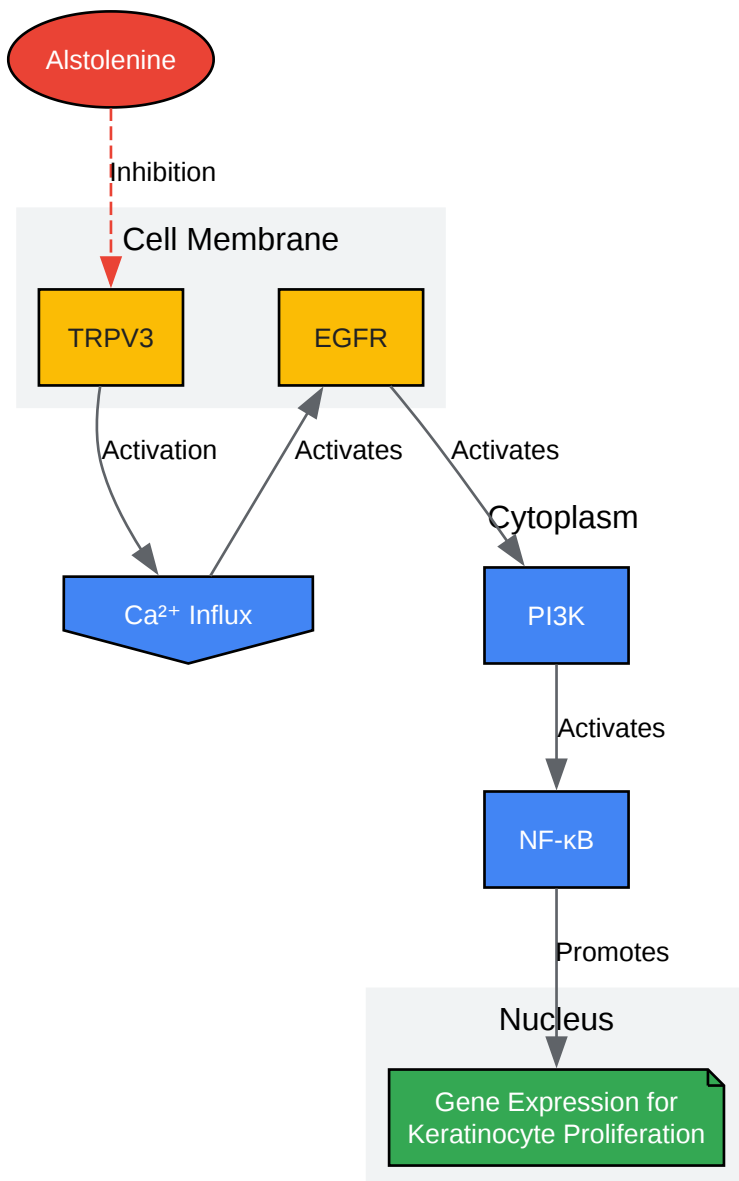 Alstolenine
Inhibition
Cell Membrane
TRPV3
EGFR
Activation
Activates
Activates
Cytoplasm
Ca²⁺ Influx
PI3K
Activates
NF-κB
Promotes
Nucleus
Gene Expression for
Keratinocyte Proliferation